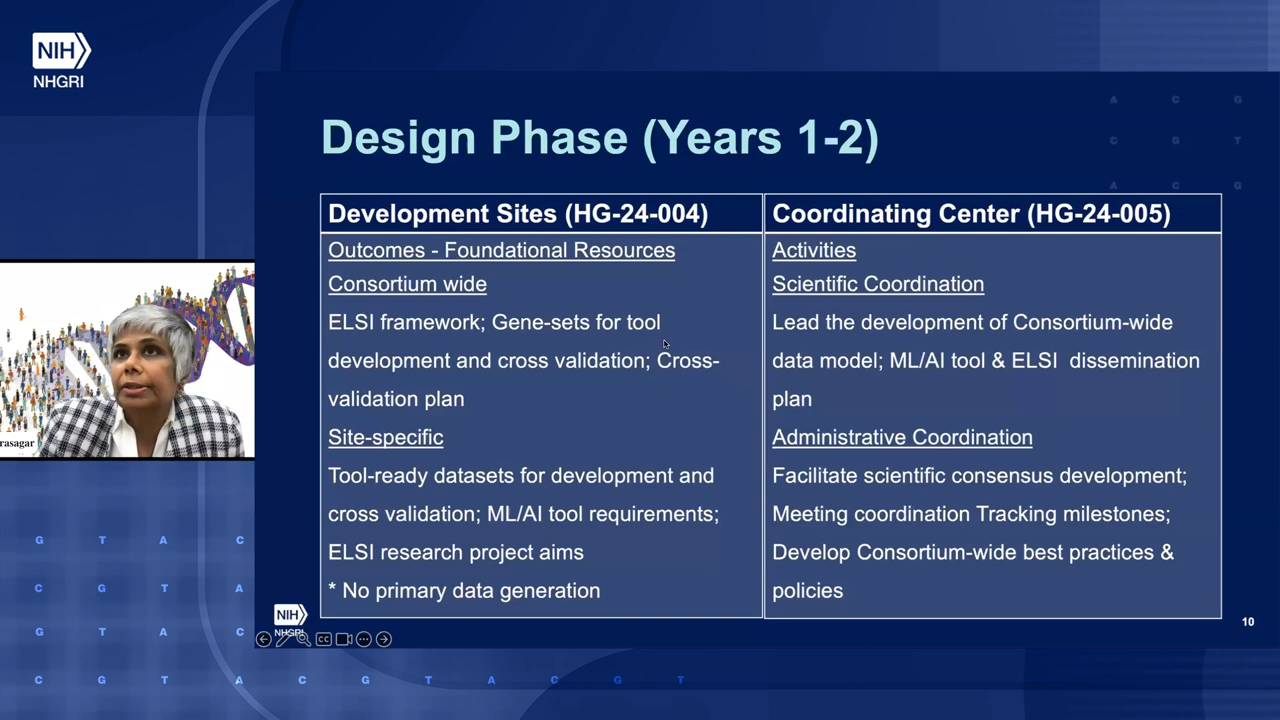 NIH
NHGRI
A C G
C G T
A C G
Design Phase (Years 1-2)
Development Sites (HG-24-004)
Outcomes - Foundational Resources
Consortium wide
ELSI framework; Gene-sets for tool
development and cross validation; Cross-
validation plan
Site-specific
Tool-ready datasets for development and
cross validation; ML/AI tool requirements;
ELSI research project aims
* No primary data generation
Coordinating Center (HG-24-005)
Activities
Scientific Coordination
Lead the development of Consortium-wide
data model; ML/AI tool & ELSI dissemination
plan
Administrative Coordination
Facilitate scientific consensus development;
Meeting coordination Tracking milestones;
Develop Consortium-wide best practices &
policies
rasagar
NIH
NHGRI
CC
10
G T A C
C G T A
G T A C
C G T A C G T A C G T